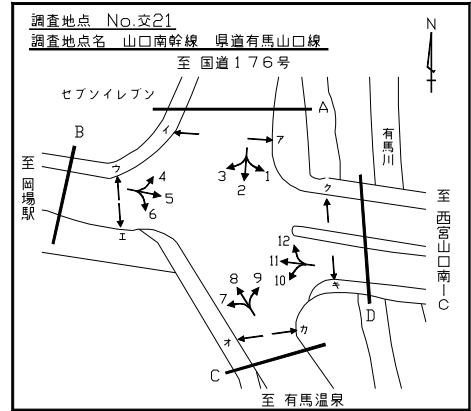 調査地点 No.交21
調査地点名 山口南幹線 県道有馬山口線
至 国道176号
N
セブンイレブン
A
イ
ア
B
有馬川
ウ
3
2
1
4
5
6
ク
至 岡場駅
至 西宮山口南IC
エ
12
11
10
8
9
7
キ
D
オ
カ
C
至 有馬温泉